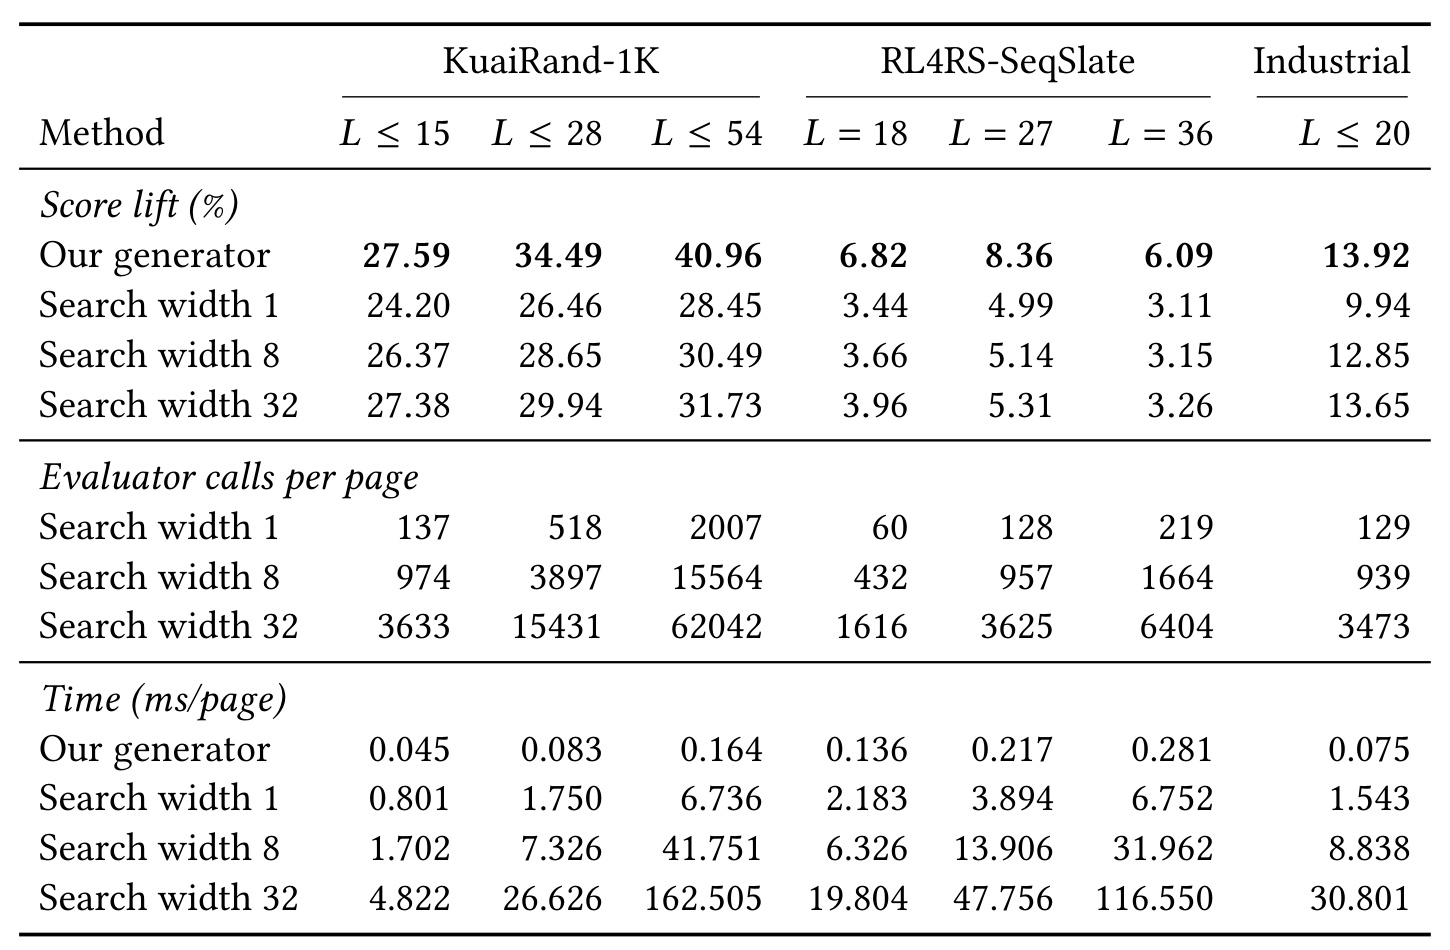 KuaiRand-1K RL4RS-SeqSlate Industrial
Method L ≤ 15 L ≤ 28 L ≤ 54 L = 18 L = 27 L = 36 L ≤ 20
Score lift (%)
Our generator 27.59 34.49 40.96 6.82 8.36 6.09 13.92
Search width 1 24.20 26.46 28.45 3.44 4.99 3.11 9.94
Search width 8 26.37 28.65 30.49 3.66 5.14 3.15 12.85
Search width 32 27.38 29.94 31.73 3.96 5.31 3.26 13.65
Evaluator calls per page
Search width 1 137 518 2007 60 128 219 129
Search width 8 974 3897 15564 432 957 1664 939
Search width 32 3633 15431 62042 1616 3625 6404 3473
Time (ms/page)
Our generator 0.045 0.083 0.164 0.136 0.217 0.281 0.075
Search width 1 0.801 1.750 6.736 2.183 3.894 6.752 1.543
Search width 8 1.702 7.326 41.751 6.326 13.906 31.962 8.838
Search width 32 4.822 26.626 162.505 19.804 47.756 116.550 30.801